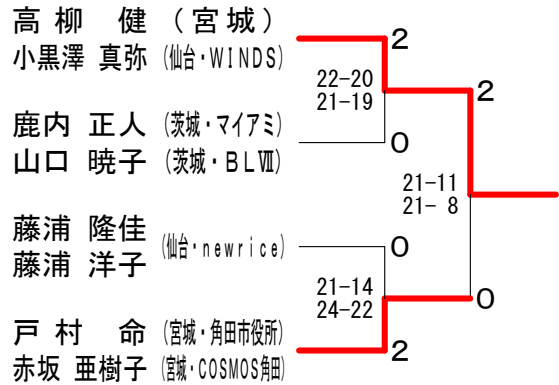 高柳 健 (宮城)
小黒澤 真弥 (仙台・WINDS)
2
22-20
21-19
2
鹿内 正人 (茨城・マイアミ)
山口 暁子 (茨城・BLⅦ)
0
21-11
21- 8
藤浦 隆佳
藤浦 洋子
(仙台・newrice)
0
21-14
24-22
0
戸村 命 (宮城・角田市役所)
赤坂 亜樹子 (宮城・COSMOS角田)
2